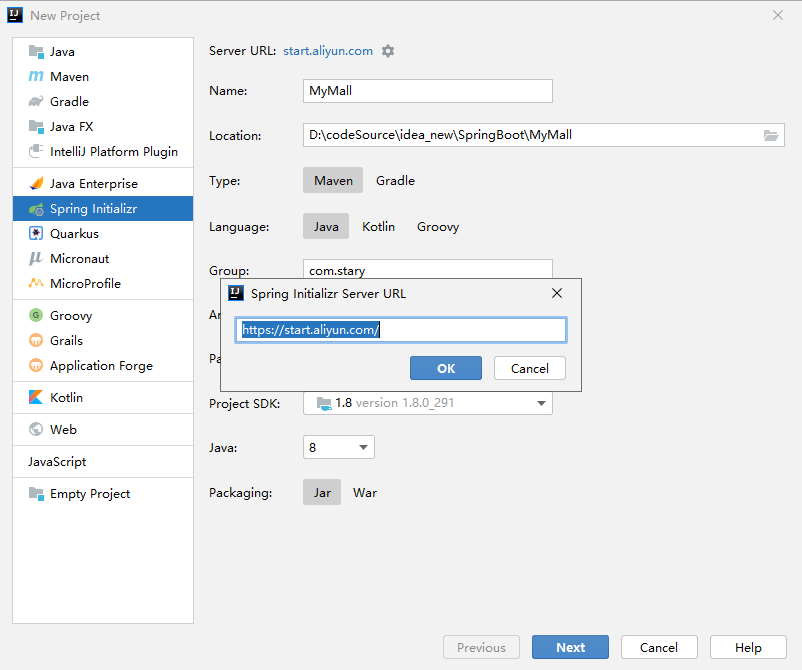 New Project
Java
Maven
Gradle
Java FX
IntelliJ Platform Plugin
Java Enterprise
Spring Initializr
Quarkus
Micronaut
MicroProfile
Groovy
Grails
Application Forge
Kotlin
Web
JavaScript
Empty Project
Server URL: start.aliyun.com
Name: MyMall
Location: D:\codeSource\idea_new\SpringBoot\MyMall
Type: Maven Gradle
Language: Java Kotlin Groovy
Group: com.stary
Spring Initializr Server URL
https://start.aliyun.com/
OK Cancel
Project SDK: 1.8 version 1.8.0_291
Java: 8
Packaging: Jar War
Previous Next Cancel Help